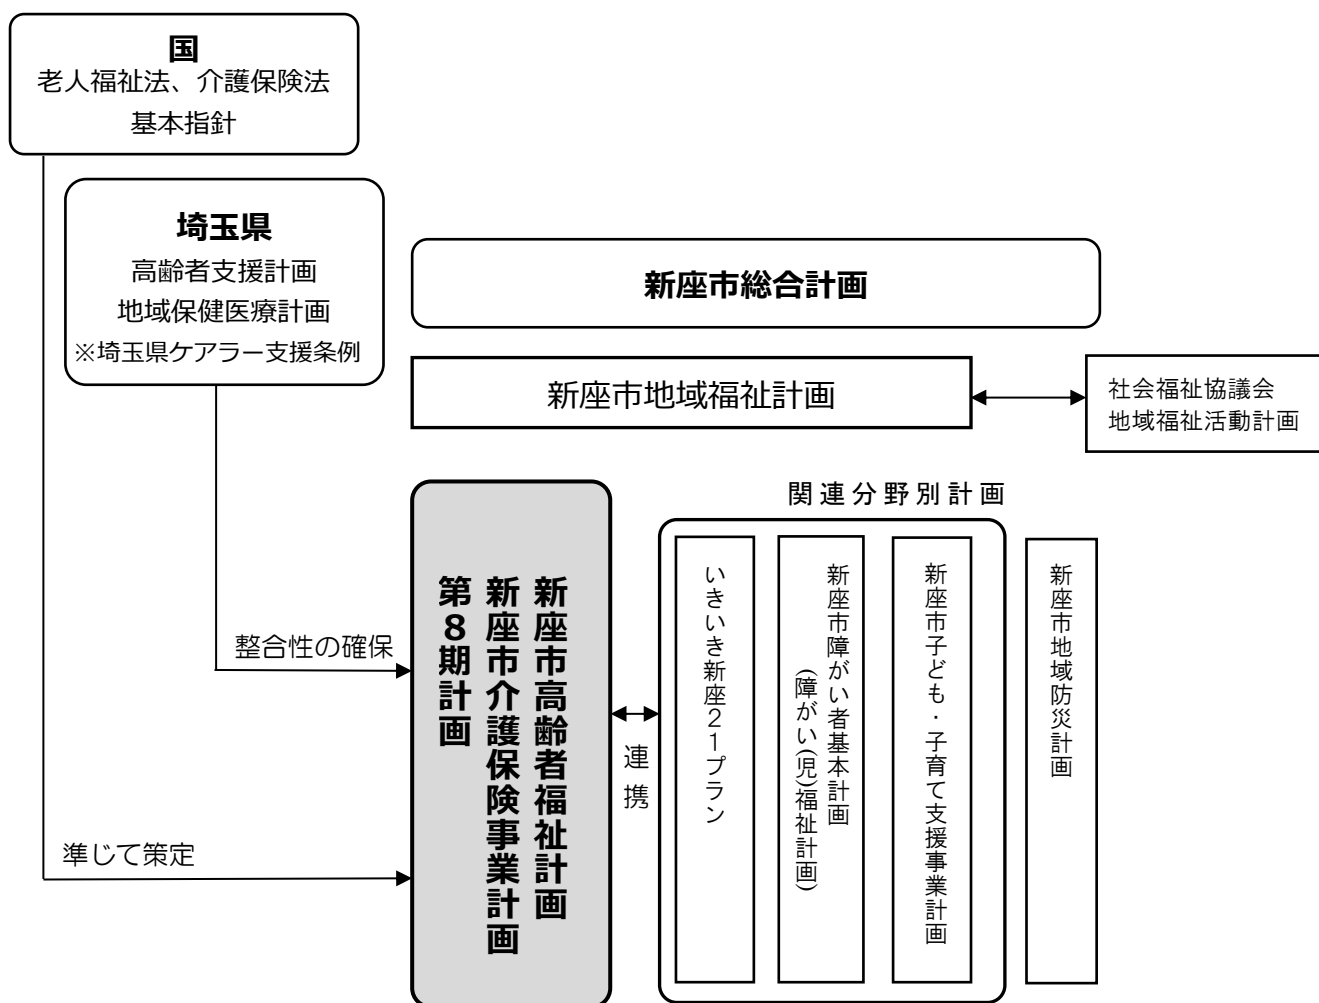 国
老人福祉法、介護保険法
基本指針
埼玉県
高齢者支援計画
地域保健医療計画
※埼玉県ケアラー支援条例
新座市総合計画
新座市地域福祉計画
社会福祉協議会
地域福祉活動計画
整合性の確保
準じて策定
新座市高齢者福祉計画
新座市介護保険事業計画
第8期計画
連携
関連分野別計画
いきいき新座21プラン
新座市障がい者基本計画
(障がい(児)福祉計画)
新座市子ども・子育て支援事業計画
新座市地域防災計画